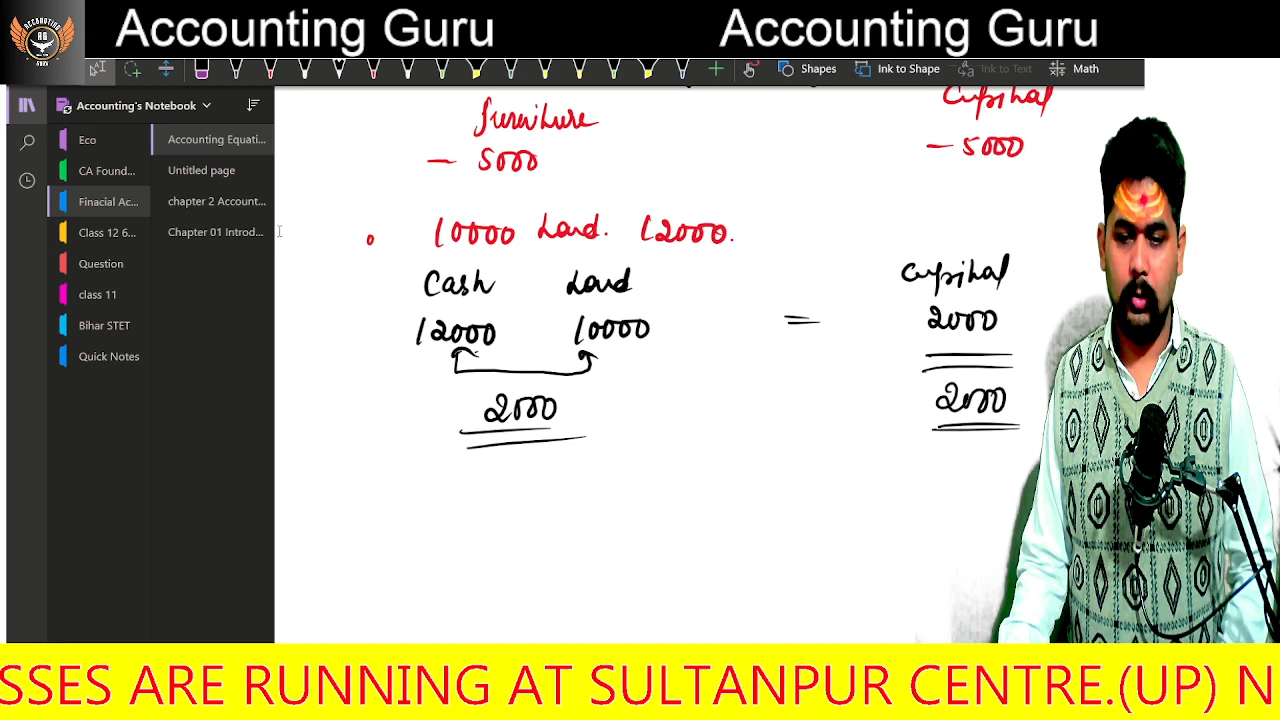 Accounting Guru
Accounting Guru
ACCOUNTING
AG
GURU
Shapes
Ink to Shape
Ink to Text
Math
Accounting's Notebook
Eco
CA Found...
Finacial Ac...
Class 12 6...
Question
class 11
Bihar STET
Quick Notes
Accounting Equati...
Untitled page
chapter 2 Account...
Chapter 01 Introd...
furniture
Capital
- 5000
- 5000
10000 Land. 12000.
Cash Land
Capital
12000 10000 = 2000
2000
2000
SSES ARE RUNNING AT SULTANPUR CENTRE.(UP) N